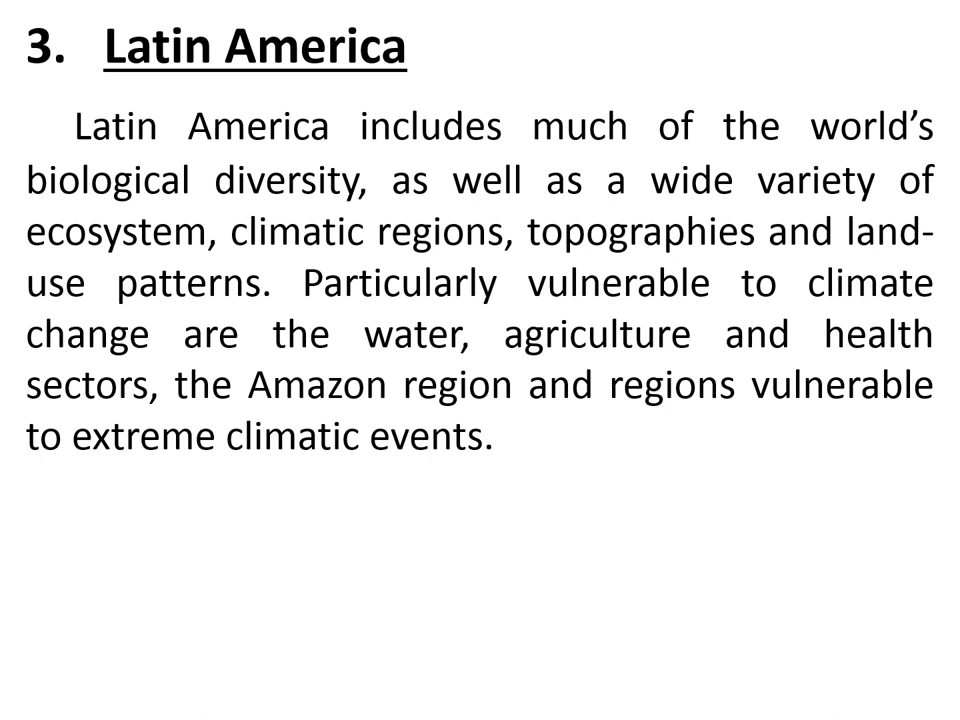 3. Latin America
Latin America includes much of the world’s
biological diversity, as well as a wide variety of
ecosystem, climatic regions, topographies and land-
use patterns. Particularly vulnerable to climate
change are the water, agriculture and health
sectors, the Amazon region and regions vulnerable
to extreme climatic events.